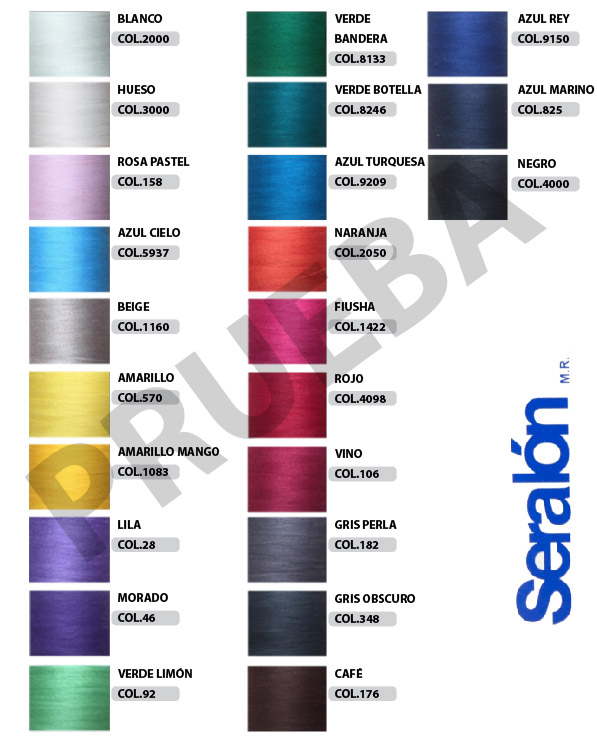 BLANCO
COL.2000
HUESO
COL.3000
ROSA PASTEL
COL.158
AZUL CIELO
COL.5937
BEIGE
COL.1160
AMARILLO
COL.570
AMARILLO MANGO
COL.1083
LILA
COL.28
MORADO
COL.46
VERDE LIMÓN
COL.92
VERDE
BANDERA
COL.8133
VERDE BOTELLA
COL.8246
AZUL TURQUESA
COL.9209
NARANJA
COL.2050
FIUSHA
COL.1422
ROJO
COL.4098
VINO
COL.106
GRIS PERLA
COL.182
GRIS OBSCURO
COL.348
CAFÉ
COL.176
AZUL REY
COL.9150
AZUL MARINO
COL.825
NEGRO
COL.4000
PRUEBA
Seralón
M.R.